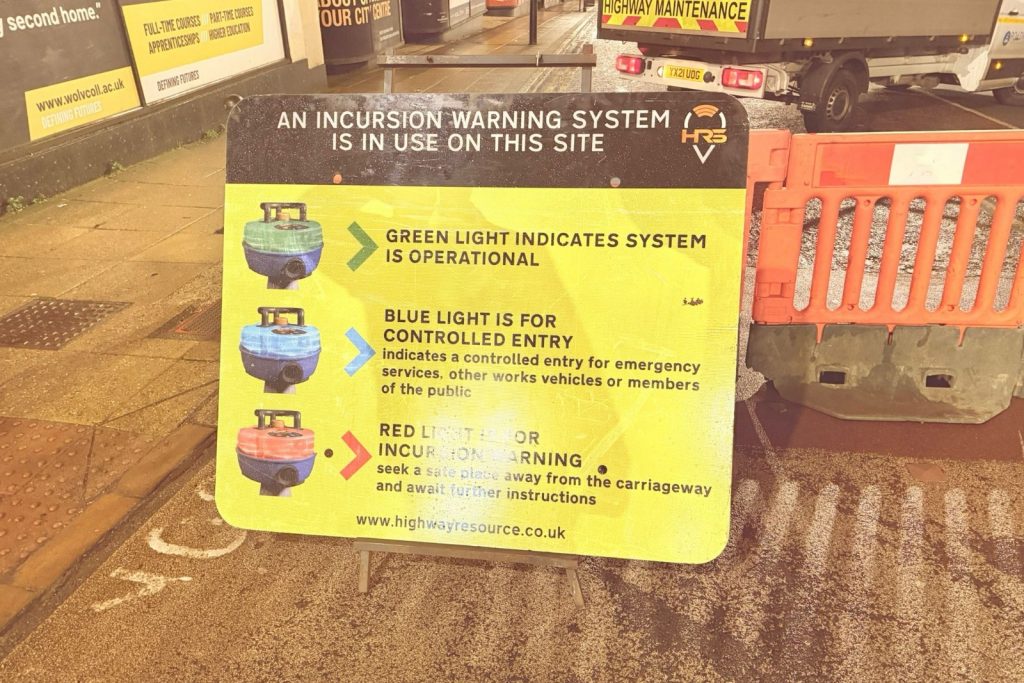 second home."
www.wolvcoll.ac.uk
DEFINING FUTURES
FULL-TIME COURSES
PART-TIME COURSES
APPRENTICESHIPS
HIGHER EDUCATION
DEFINING FUTURES
YOUR CITY CENTRE
HIGHWAY MAINTENANCE
YX21 UOG
AN INCURSION WARNING SYSTEM
IS IN USE ON THIS SITE
HRS
GREEN LIGHT INDICATES SYSTEM
IS OPERATIONAL
BLUE LIGHT IS FOR
CONTROLLED ENTRY
indicates a controlled entry for emergency
services, other works vehicles or members
of the public
RED LIGHT IS FOR
INCURSION WARNING
seek a safe place away from the carriageway
and await further instructions
www.highwayresource.co.uk